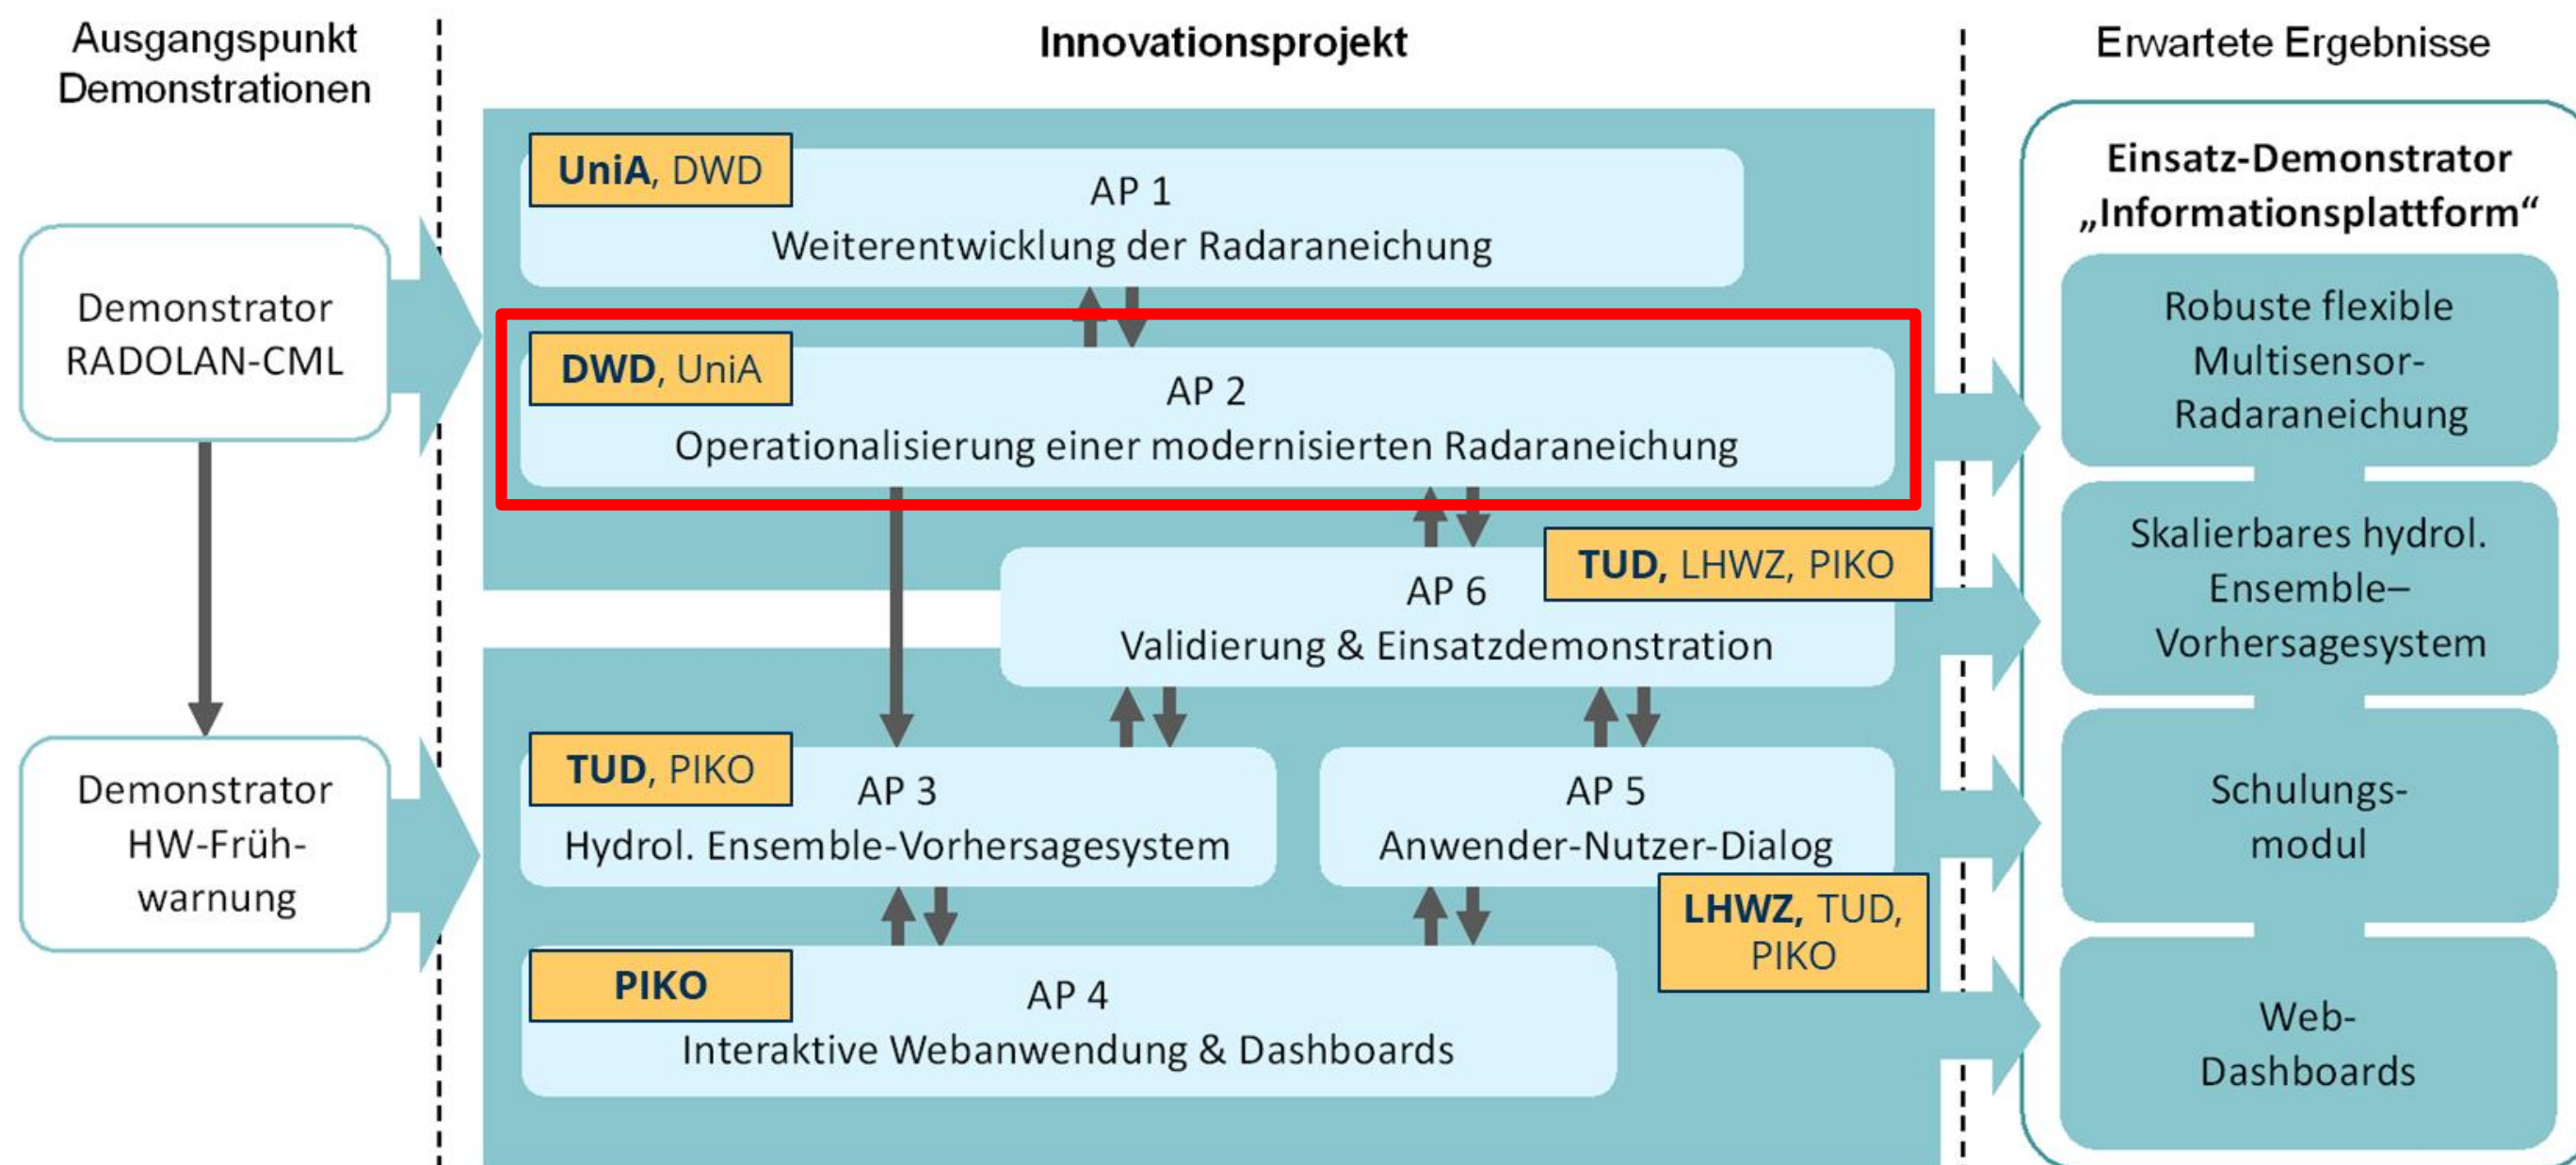 Ausgangspunkt
Demonstrationen
Innovationsprojekt
Erwartete Ergebnisse
Demonstrator
RADOLAN-CML
Demonstrator
HW-Früh-
warnung
UniA, DWD
AP 1
Weiterentwicklung der Radaraneichung
DWD, UniA
AP 2
Operationalisierung einer modernisierten Radaraneichung
TUD, LHWZ, PIKO
AP 6
Validierung & Einsatzdemonstration
TUD, PIKO
AP 3
Hydrol. Ensemble-Vorhersagesystem
AP 5
Anwender-Nutzer-Dialog
LHWZ, TUD,
PIKO
PIKO
AP 4
Interaktive Webanwendung & Dashboards
Einsatz-Demonstrator
„Informationsplattform“
Robuste flexible
Multisensor-
Radaraneichung
Skalierbares hydrol.
Ensemble–
Vorhersagesystem
Schulungs-
modul
Web-
Dashboards